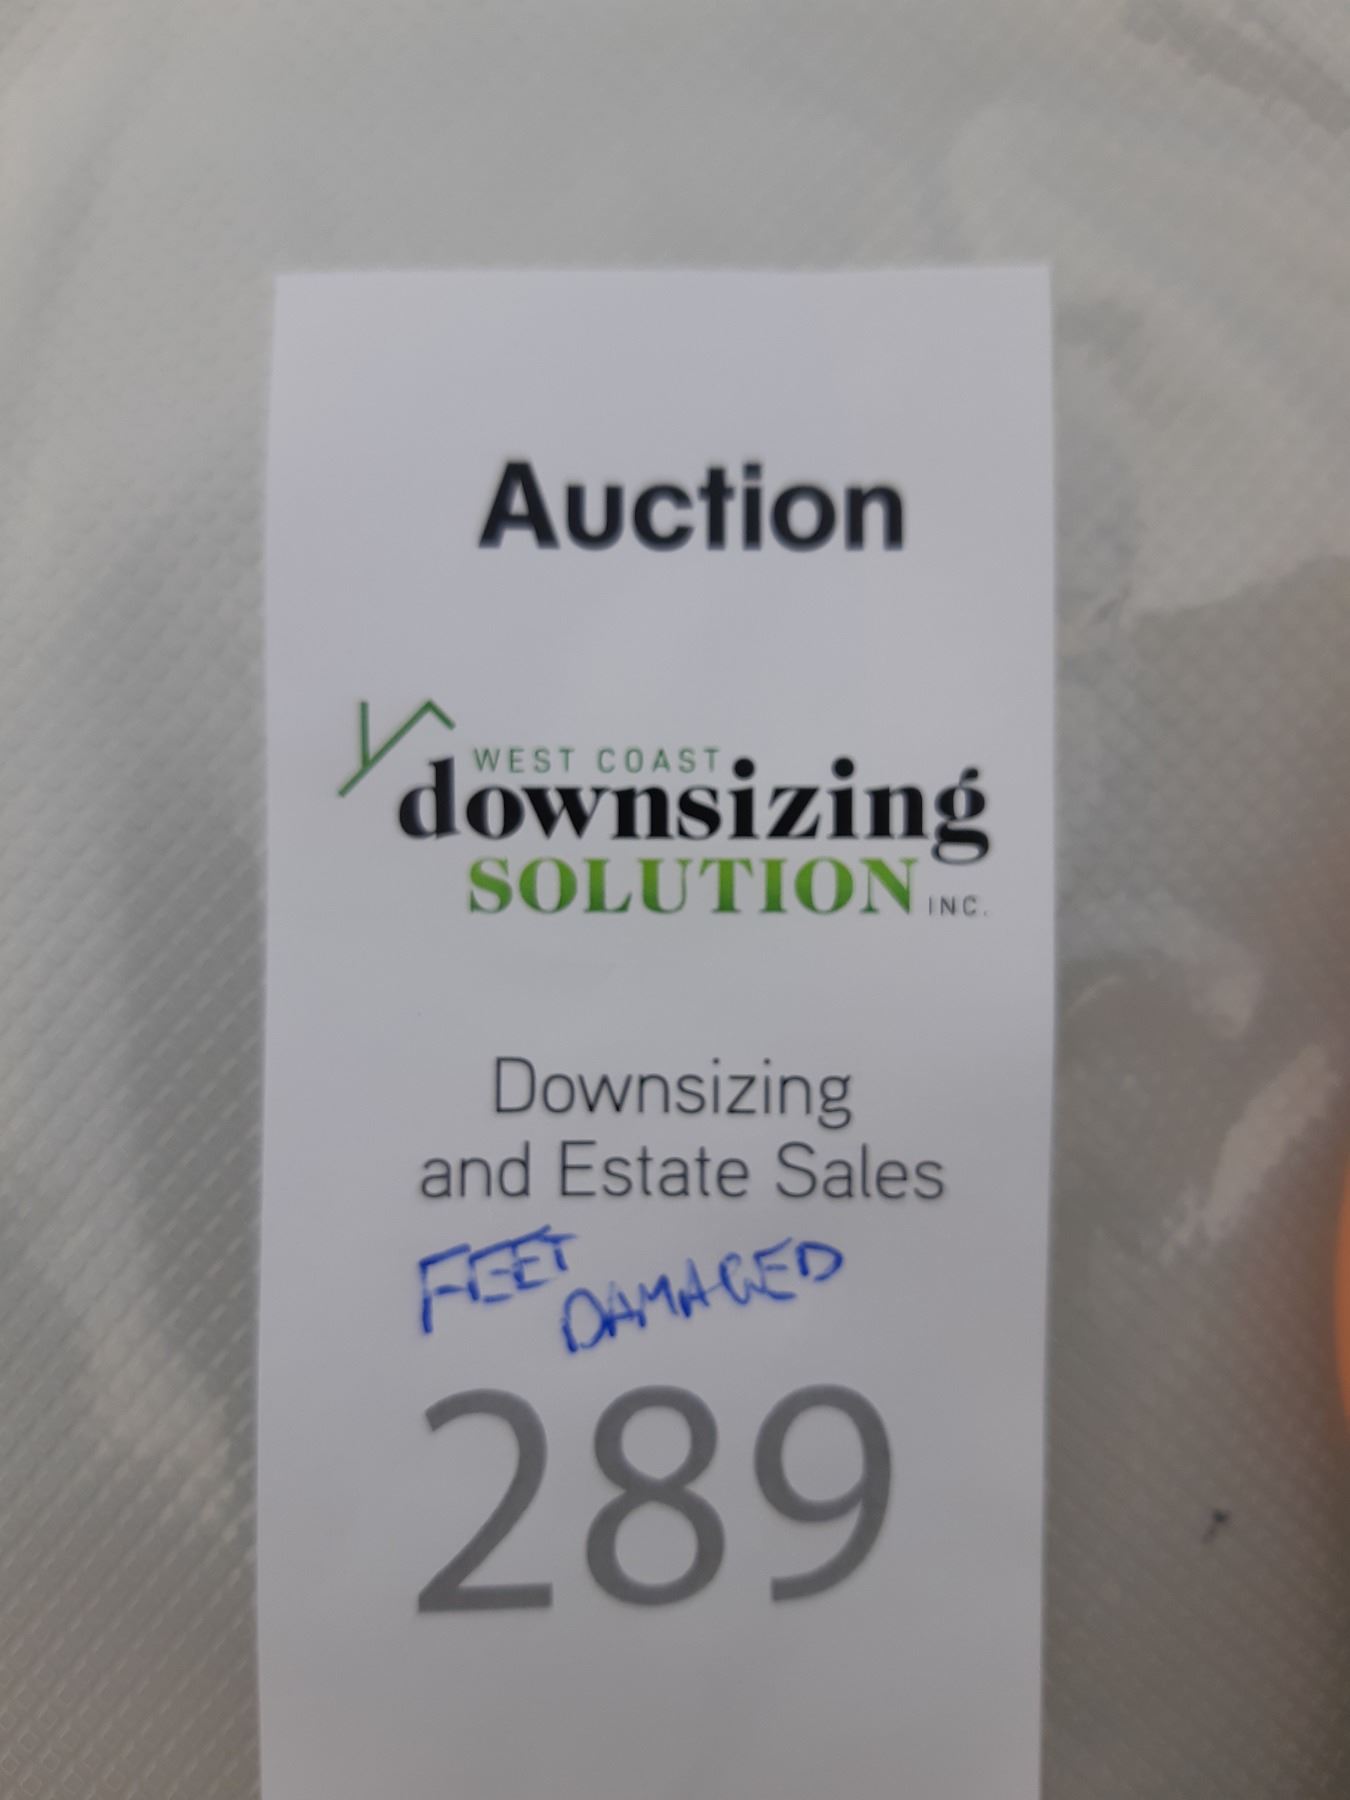 Auction
WEST COAST
downsizing
SOLUTION INC.
Downsizing
and Estate Sales
FEET
DAMAGED
289